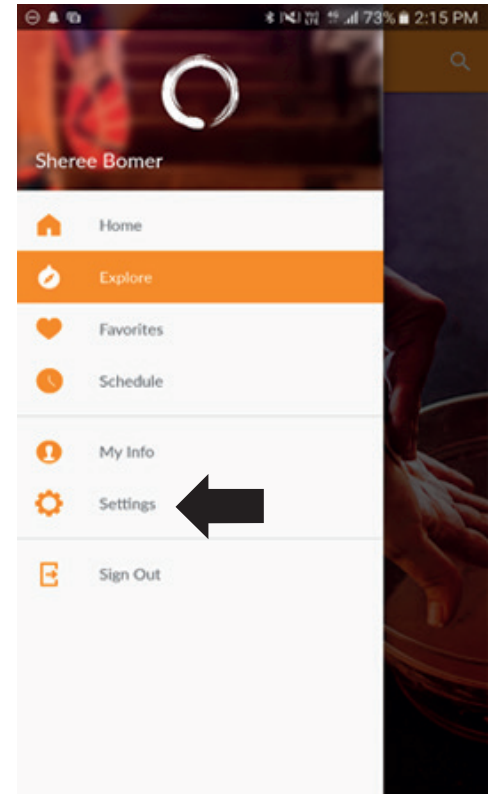 73% 2:15 PM
Sheree Bomer
Home
Explore
Favorites
Schedule
My Info
Settings
Sign Out